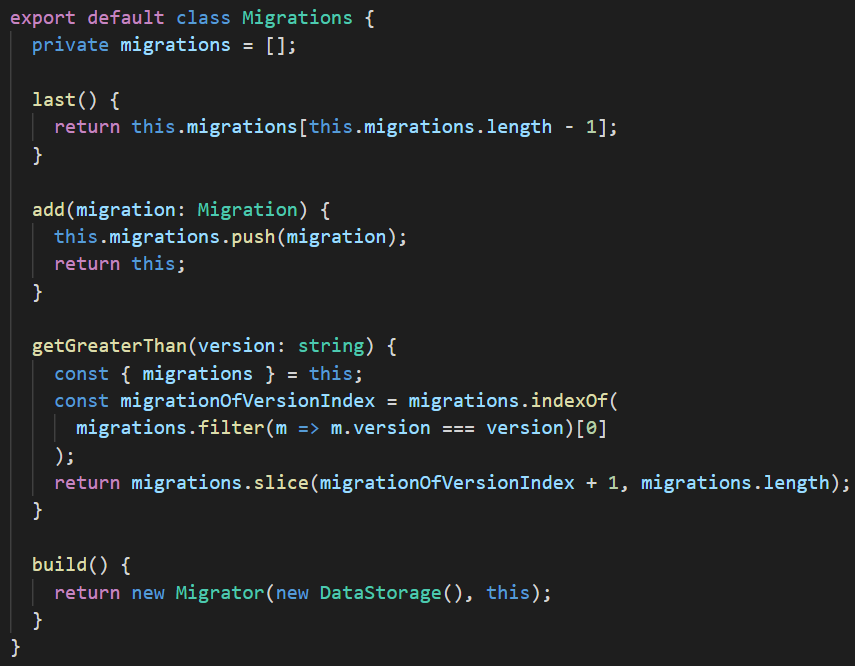 export default class Migrations {
  private migrations = [];

  last() {
    return this.migrations[this.migrations.length - 1];
  }

  add(migration: Migration) {
    this.migrations.push(migration);
    return this;
  }

  getGreaterThan(version: string) {
    const { migrations } = this;
    const migrationOfVersionIndex = migrations.indexOf(
      migrations.filter(m => m.version === version)[0]
    );
    return migrations.slice(migrationOfVersionIndex + 1, migrations.length);
  }

  build() {
    return new Migrator(new DataStorage(), this);
  }
}